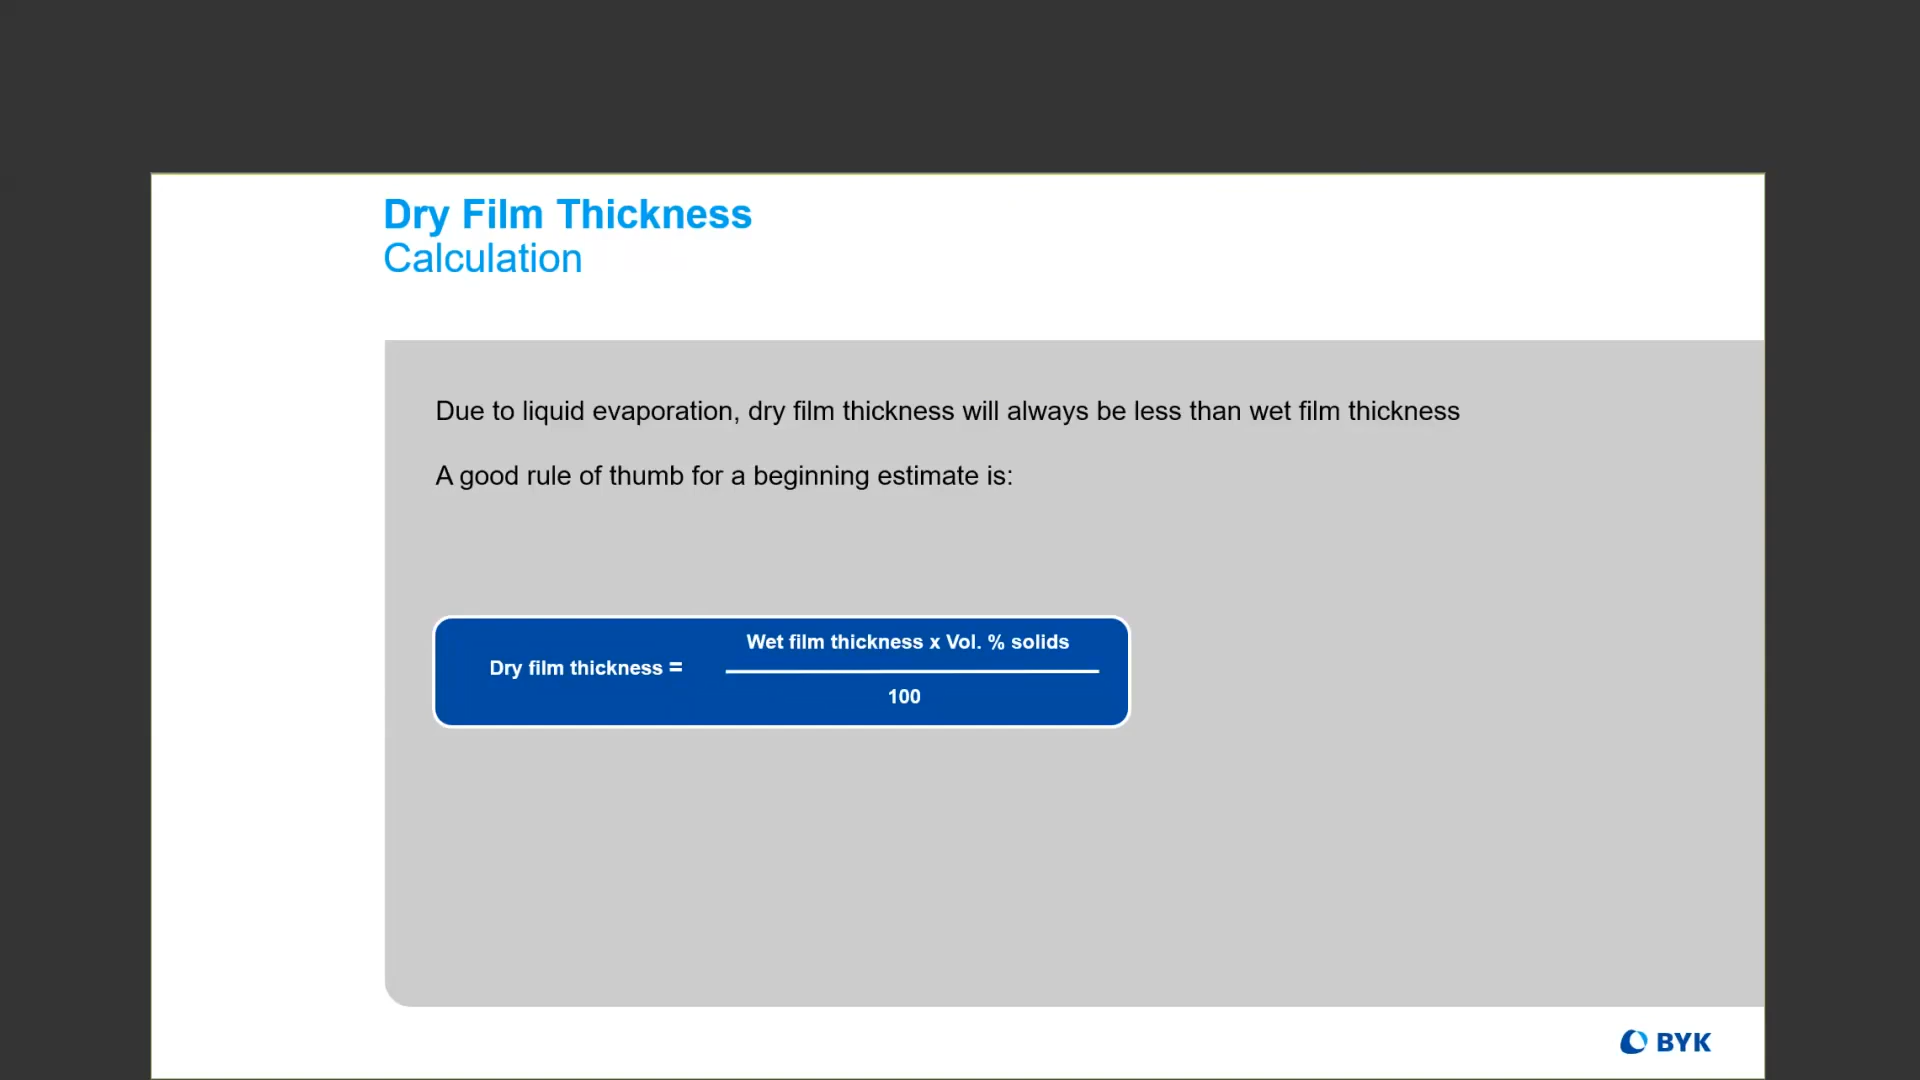 Dry Film Thickness
Calculation
Due to liquid evaporation, dry film thickness will always be less than wet film thickness
A good rule of thumb for a beginning estimate is:
Wet film thickness x Vol. % solids
Dry film thickness =
100
BYK